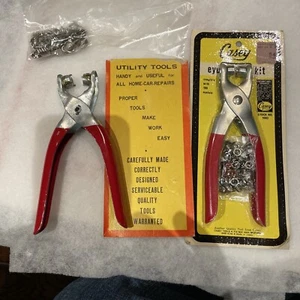 UTILITY TOOLS
HANDY and USEFUL for
ALL HOME.CAR.REPAIRS
PROPER
TOOLS
MAKE
WORK
EASY
CAREFULLY MADE
CORRECTLY
DESIGNED
SERVICEABLE
QUALITY
TOOLS
WARRANTED
Casey
eye kit